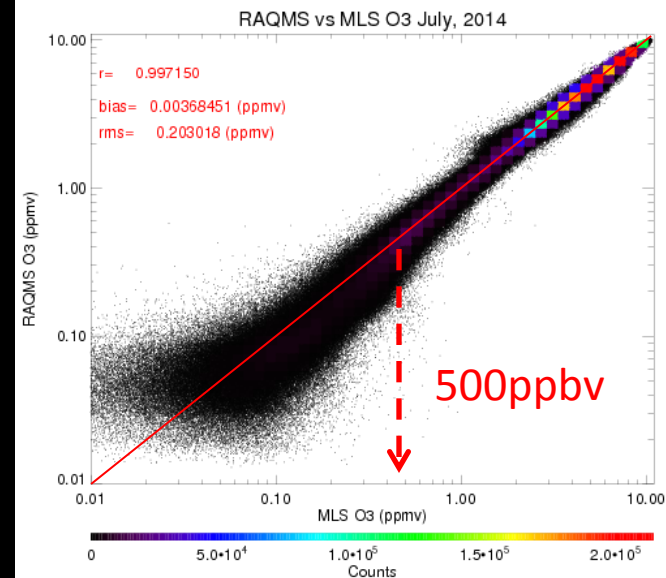 RAQMS vs MLS O3 July, 2014
10.00
r= 0.997150
bias= 0.00368451 (ppmv)
rms= 0.203018 (ppmv)
1.00
RAQMS O3 (ppmv)
0.10
500ppbv
0.01
0.01 0.10 1.00 10.00
MLS O3 (ppmv)
0 5.0•10⁴ 1.0•10⁵ 1.5•10⁵ 2.0•10⁵
Counts